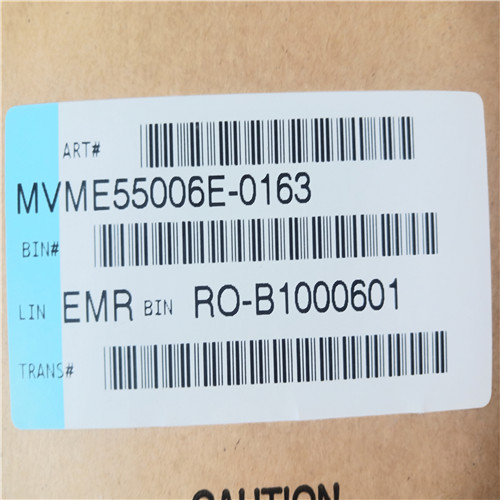 ART#
MVME55006E-0163
BIN#
LIN EMR BIN RO-B1000601
TRANS#
CAUTION